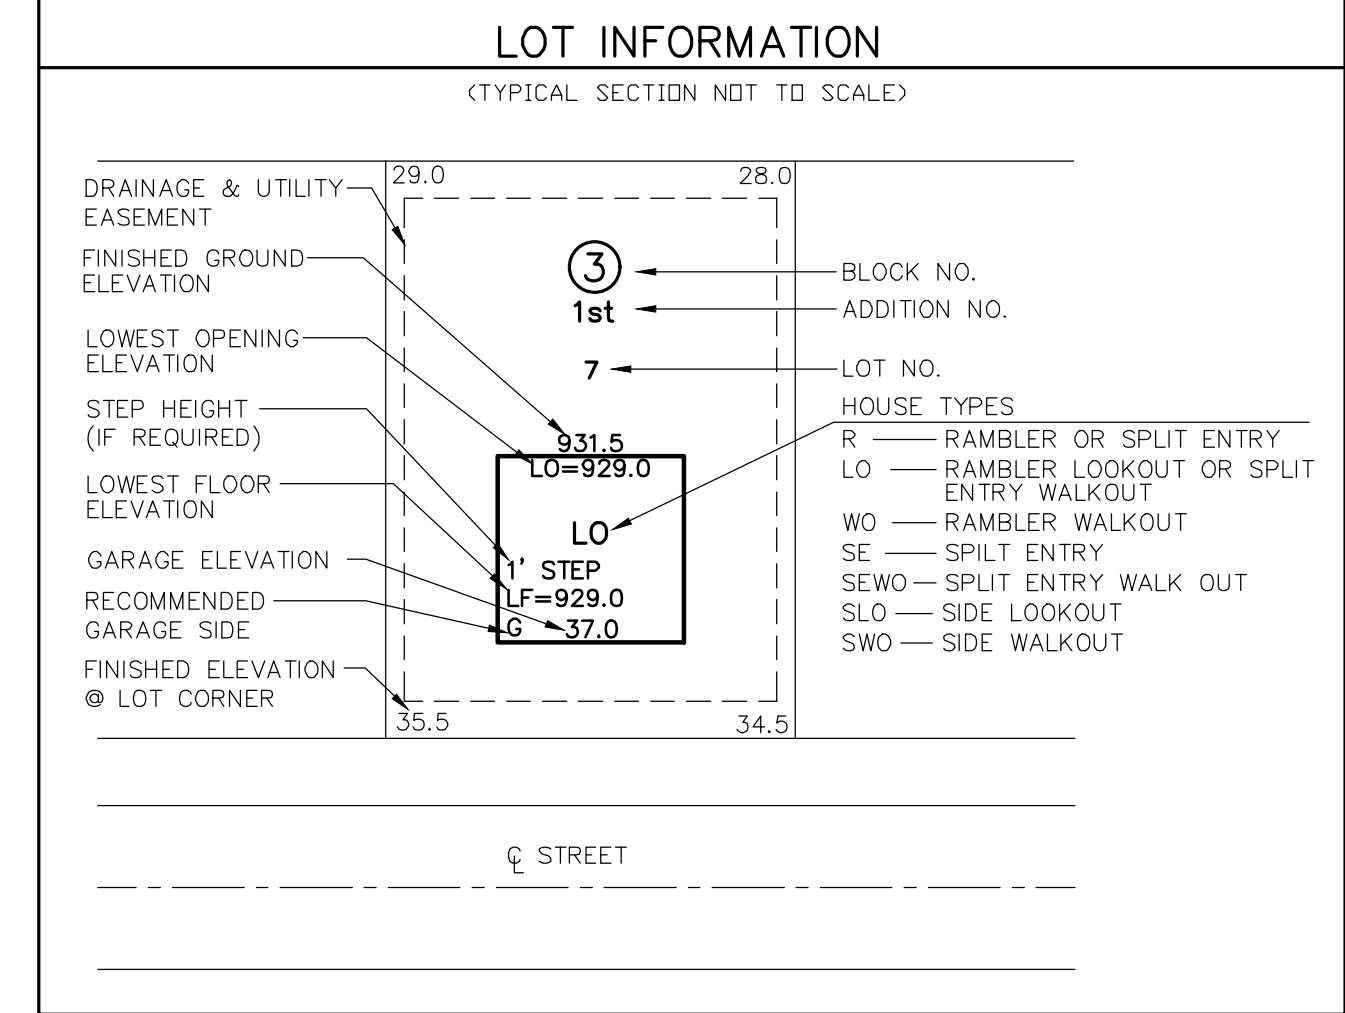 LOT INFORMATION
(TYPICAL SECTION NOT TO SCALE)
29.0
28.0
DRAINAGE & UTILITY
EASEMENT
FINISHED GROUND
ELEVATION
LOWEST OPENING
ELEVATION
STEP HEIGHT
(IF REQUIRED)
LOWEST FLOOR
ELEVATION
GARAGE ELEVATION
RECOMMENDED
GARAGE SIDE
FINISHED ELEVATION
@ LOT CORNER
3
1st
7
931.5
LO=929.0
LO
1' STEP
LF=929.0
G 37.0
35.5
34.5
BLOCK NO.
ADDITION NO.
LOT NO.
HOUSE TYPES
R RAMBLER OR SPLIT ENTRY
LO RAMBLER LOOKOUT OR SPLIT
ENTRY WALKOUT
WO RAMBLER WALKOUT
SE SPILT ENTRY
SEWO SPLIT ENTRY WALK OUT
SLO SIDE LOOKOUT
SWO SIDE WALKOUT
℄ STREET